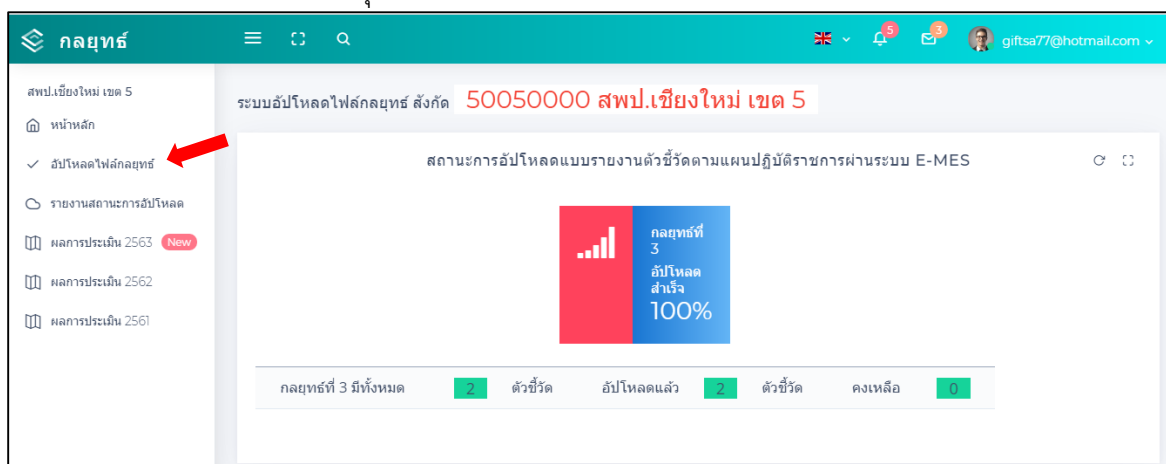 กลยุทธ์
5
3
giftsa77@hotmail.com
สพป.เชียงใหม่ เขต 5
หน้าหลัก
อัปโหลดไฟล์กลยุทธ์
รายงานสถานะการอัปโหลด
ผลการประเมิน 2563 New
ผลการประเมิน 2562
ผลการประเมิน 2561
ระบบอัปโหลดไฟล์กลยุทธ์ สังกัด 50050000 สพป.เชียงใหม่ เขต 5
สถานะการอัปโหลดแบบรายงานตัวชี้วัดตามแผนปฏิบัติราชการผ่านระบบ E-MES
กลยุทธ์ที่
3
อัปโหลด
สำเร็จ
100%
กลยุทธ์ที่ 3 มีทั้งหมด 2 ตัวชี้วัด อัปโหลดแล้ว 2 ตัวชี้วัด คงเหลือ 0